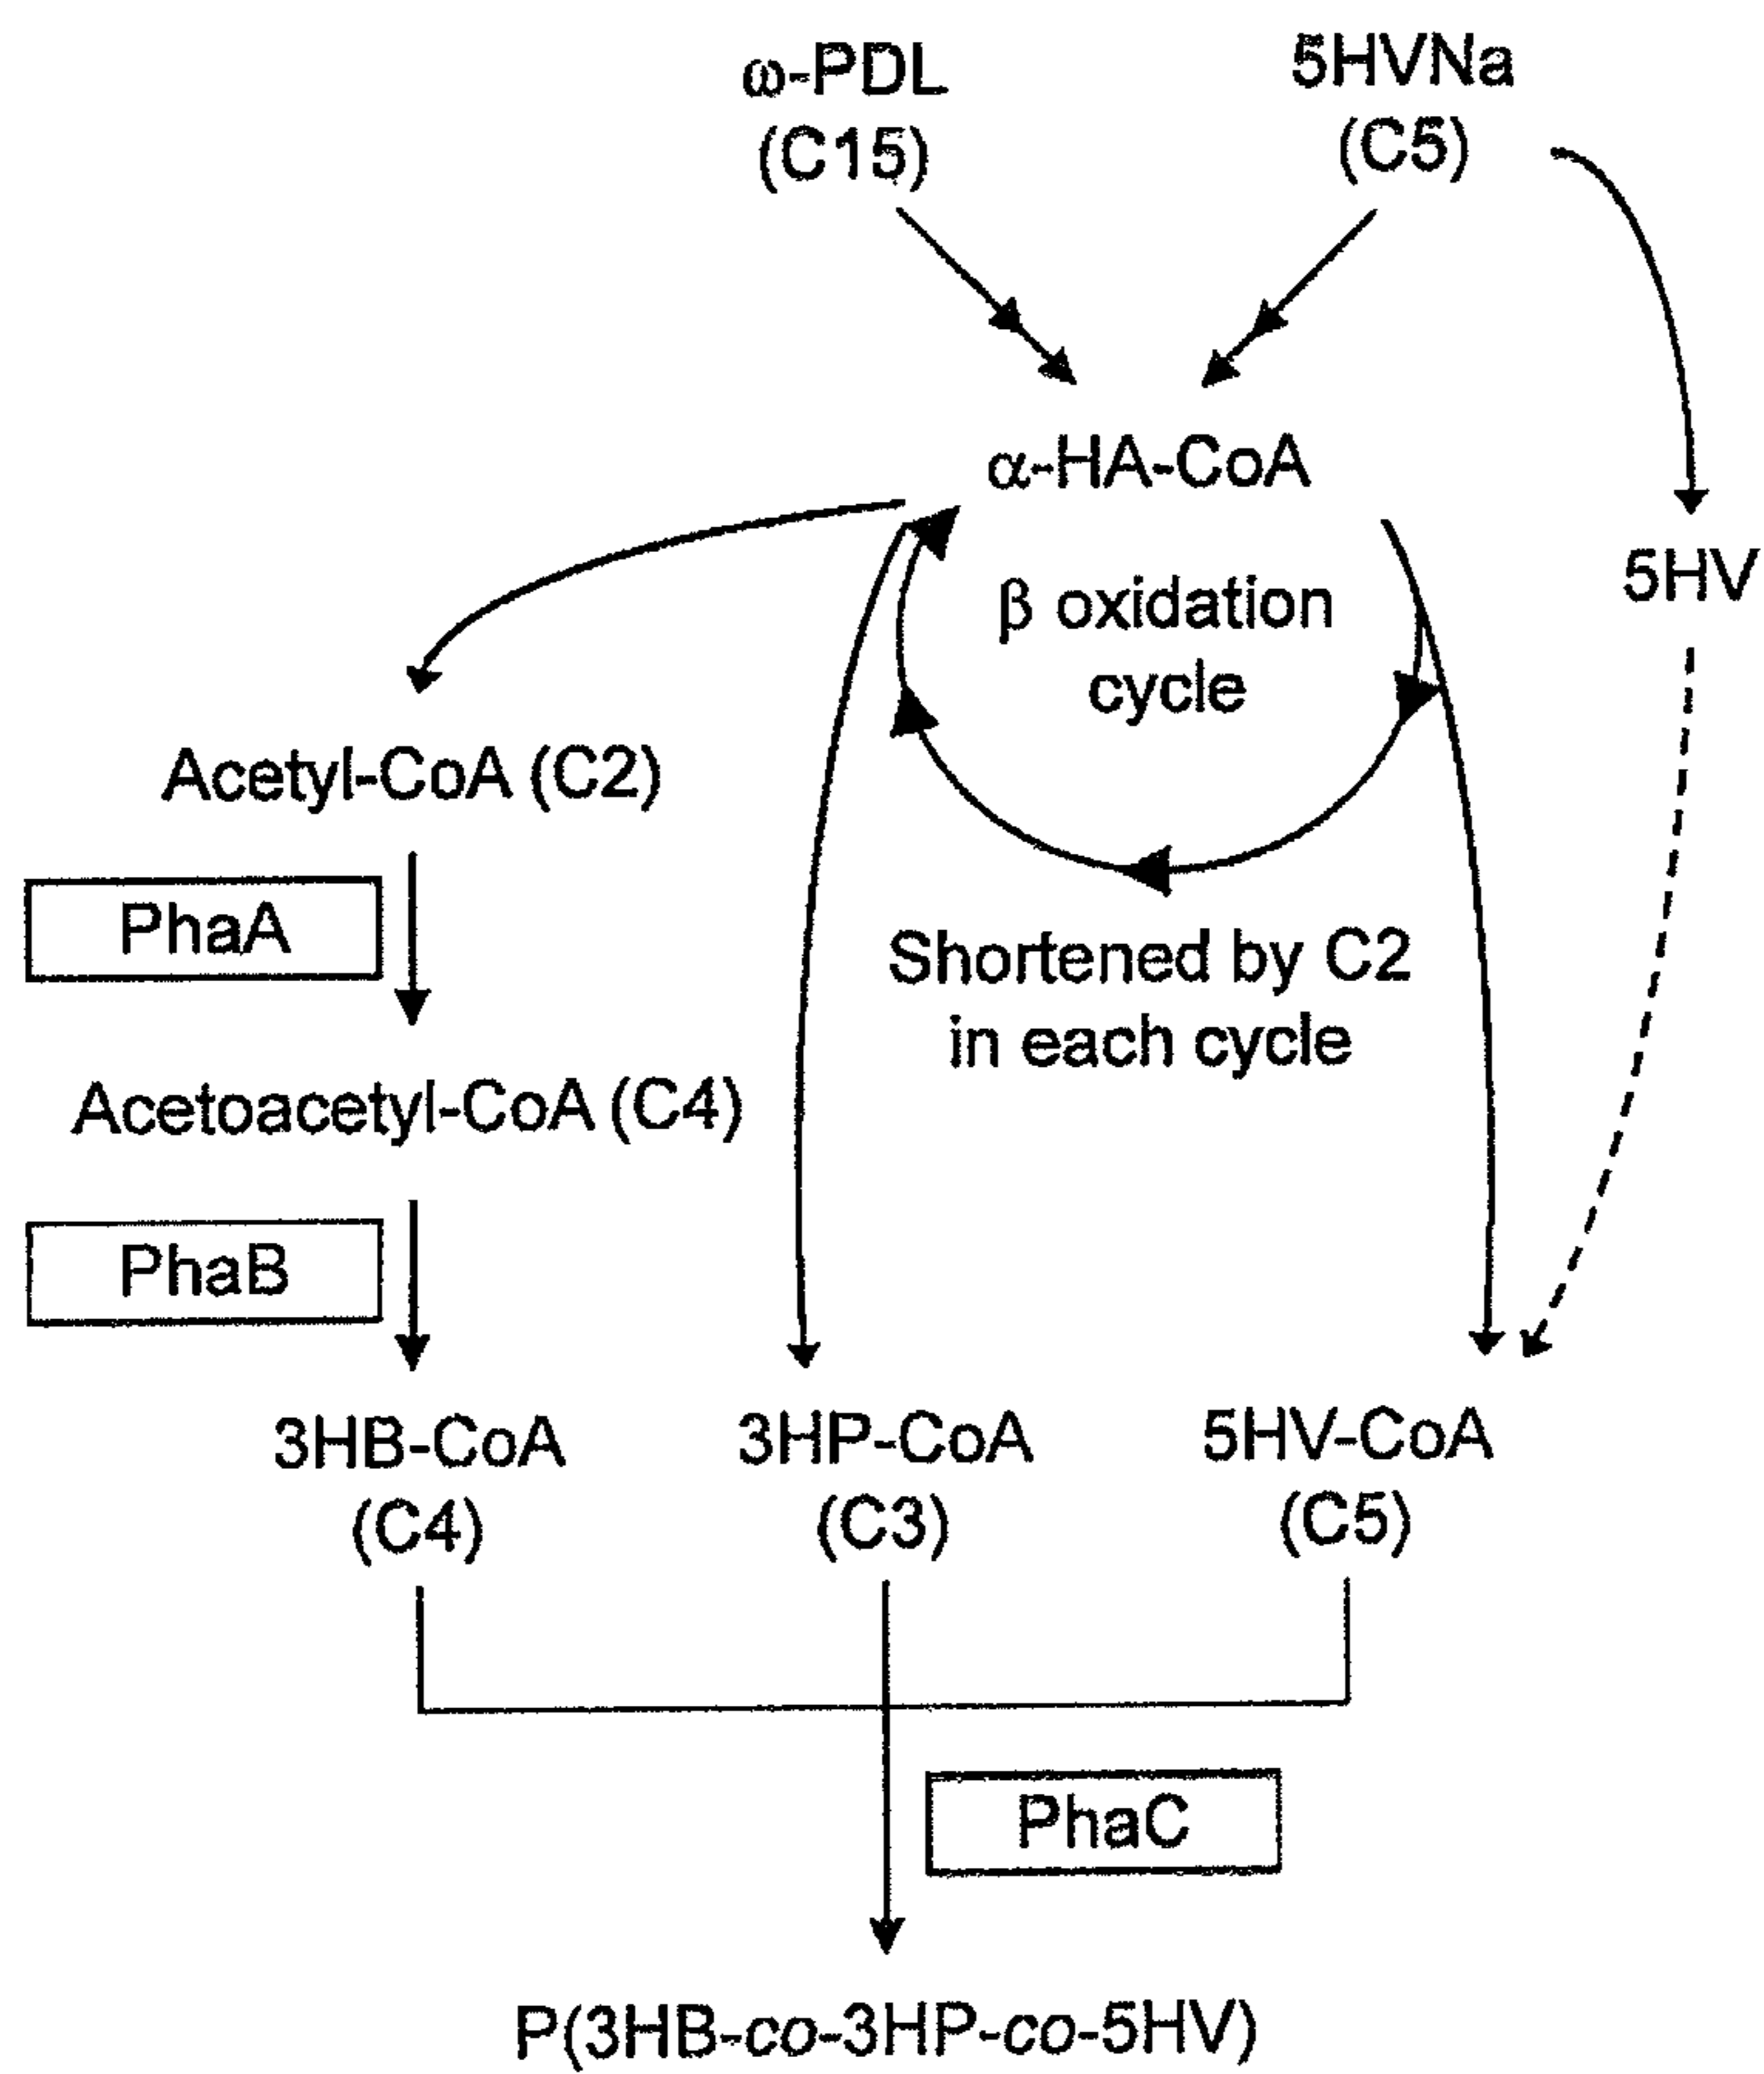 ω-PDL
(C15)
5HVNa
(C5)
α-HA-CoA
5HV
β oxidation
cycle
Acetyl-CoA (C2)
PhaA
Shortened by C2
in each cycle
Acetoacetyl-CoA (C4)
PhaB
3HB-CoA
(C4)
3HP-CoA
(C3)
5HV-CoA
(C5)
PhaC
P(3HB-co-3HP-co-5HV)